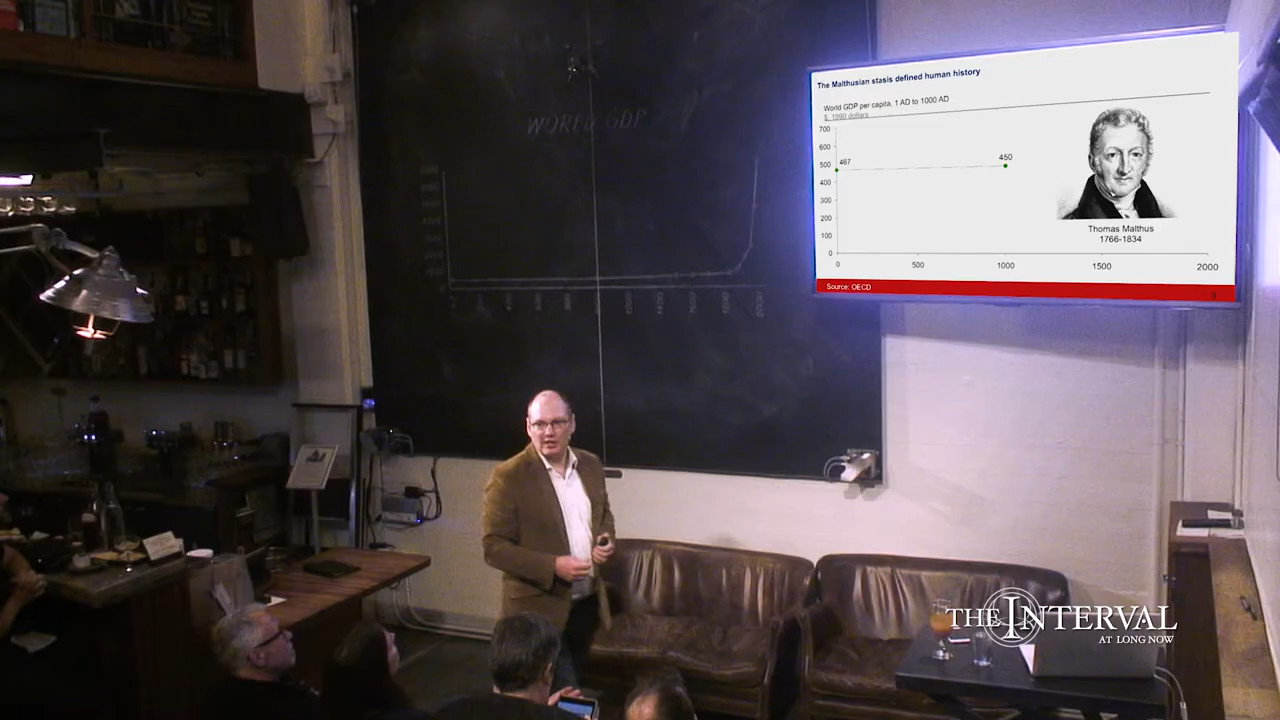 WORLD GDP
The Malthusian stasis defined human history
World GDP per capita, 1 AD to 1000 AD
$, 1990 dollars
700
600
500
400
300
200
100
0
467
450
0
500
1000
1500
2000
Thomas Malthus
1766-1834
Source: OECD
3
THE INTERVAL
AT LONG NOW